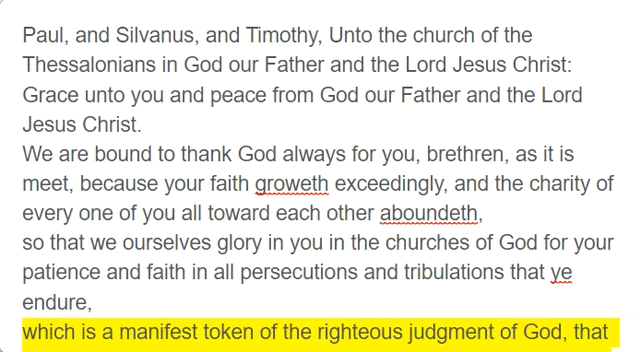 Paul, and Silvanus, and Timothy, Unto the church of the
Thessalonians in God our Father and the Lord Jesus Christ:
Grace unto you and peace from God our Father and the Lord
Jesus Christ.
We are bound to thank God always for you, brethren, as it is
meet, because your faith groweth exceedingly, and the charity of
every one of you all toward each other aboundeth,
so that we ourselves glory in you in the churches of God for your
patience and faith in all persecutions and tribulations that ye
endure,
which is a manifest token of the righteous judgment of God, that